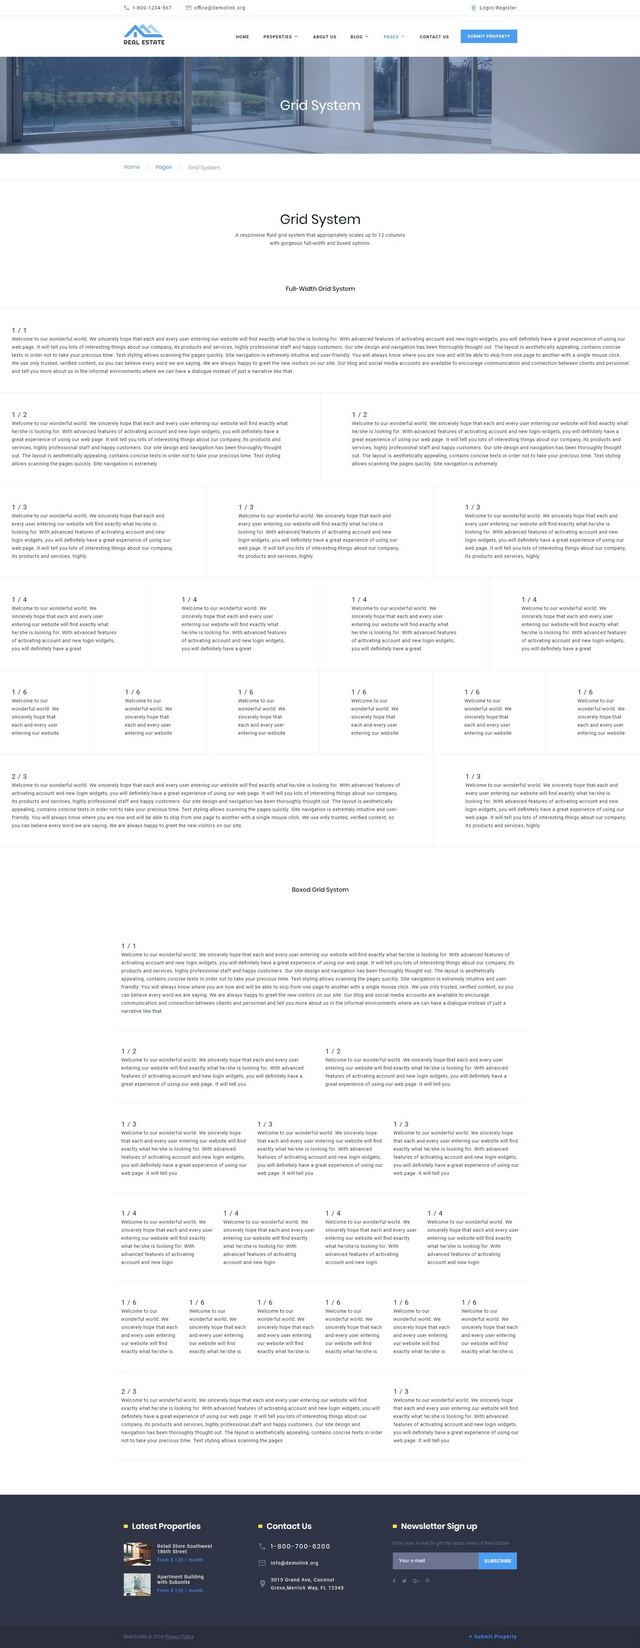 1-800-1234-567
office@demolink.org
Login/Register
REAL ESTATE
HOME
PROPERTIES
ABOUT US
BLOG
PAGES
CONTACT US
SUBMIT PROPERTY
Grid System
Home
Pages
Grid System
Grid System
A responsive fluid grid system that appropriately scales up to 12 columns
with gorgeous full-width and boxed options.
Full-Width Grid System
1 / 1
Welcome to our wonderful world. We sincerely hope that each and every user entering our website will find exactly what he/she is looking for. With advanced features of activating account and new login widgets, you will definitely have a great experience of using our
web page. It will tell you lots of interesting things about our company, its products and services, highly professional staff and happy customers. Our site design and navigation has been thoroughly thought out. The layout is aesthetically appealing, contains concise
texts in order not to take your precious time. Text styling allows scanning the pages quickly. Site navigation is extremely intuitive and user-friendly. You will always know where you are now and will be able to skip from one page to another with a single mouse click.
We use only trusted, verified content, so you can believe every word we are saying. We are always happy to greet the new visitors on our site. Our blog and social media accounts are available to encourage communication and connection between clients and personnel
and tell you more about us in the informal environments where we can have a dialogue instead of just a narrative like that.
1 / 2
Welcome to our wonderful world. We sincerely hope that each and every user entering our website will find exactly what
he/she is looking for. With advanced features of activating account and new login widgets, you will definitely have a
great experience of using our web page. It will tell you lots of interesting things about our company, its products and
services, highly professional staff and happy customers. Our site design and navigation has been thoroughly thought
out. The layout is aesthetically appealing, contains concise texts in order not to take your precious time. Text styling
allows scanning the pages quickly. Site navigation is extremely
1 / 2
Welcome to our wonderful world. We sincerely hope that each and every user entering our website will find exactly what
he/she is looking for. With advanced features of activating account and new login widgets, you will definitely have a
great experience of using our web page. It will tell you lots of interesting things about our company, its products and
services, highly professional staff and happy customers. Our site design and navigation has been thoroughly thought
out. The layout is aesthetically appealing, contains concise texts in order not to take your precious time. Text styling
allows scanning the pages quickly. Site navigation is extremely
1 / 3
Welcome to our wonderful world. We sincerely hope that each and
every user entering our website will find exactly what he/she is
looking for. With advanced features of activating account and new
login widgets, you will definitely have a great experience of using our
web page. It will tell you lots of interesting things about our company,
its products and services, highly
1 / 3
Welcome to our wonderful world. We sincerely hope that each and
every user entering our website will find exactly what he/she is
looking for. With advanced features of activating account and new
login widgets, you will definitely have a great experience of using our
web page. It will tell you lots of interesting things about our company,
its products and services, highly
1 / 3
Welcome to our wonderful world. We sincerely hope that each and
every user entering our website will find exactly what he/she is
looking for. With advanced features of activating account and new
login widgets, you will definitely have a great experience of using our
web page. It will tell you lots of interesting things about our company,
its products and services, highly
1 / 4
Welcome to our wonderful world. We
sincerely hope that each and every user
entering our website will find exactly what
he/she is looking for. With advanced features
of activating account and new login widgets,
you will definitely have a great
1 / 4
Welcome to our wonderful world. We
sincerely hope that each and every user
entering our website will find exactly what
he/she is looking for. With advanced features
of activating account and new login widgets,
you will definitely have a great
1 / 4
Welcome to our wonderful world. We
sincerely hope that each and every user
entering our website will find exactly what
he/she is looking for. With advanced features
of activating account and new login widgets,
you will definitely have a great
1 / 4
Welcome to our wonderful world. We
sincerely hope that each and every user
entering our website will find exactly what
he/she is looking for. With advanced features
of activating account and new login widgets,
you will definitely have a great
1 / 6
Welcome to our
wonderful world. We
sincerely hope that
each and every user
entering our website
1 / 6
Welcome to our
wonderful world. We
sincerely hope that
each and every user
entering our website
1 / 6
Welcome to our
wonderful world. We
sincerely hope that
each and every user
entering our website
1 / 6
Welcome to our
wonderful world. We
sincerely hope that
each and every user
entering our website
1 / 6
Welcome to our
wonderful world. We
sincerely hope that
each and every user
entering our website
1 / 6
Welcome to our
wonderful world. We
sincerely hope that
each and every user
entering our website
2 / 3
Welcome to our wonderful world. We sincerely hope that each and every user entering our website will find exactly what he/she is looking for. With advanced features of
activating account and new login widgets, you will definitely have a great experience of using our web page. It will tell you lots of interesting things about our company,
its products and services, highly professional staff and happy customers. Our site design and navigation has been thoroughly thought out. The layout is aesthetically
appealing, contains concise texts in order not to take your precious time. Text styling allows scanning the pages quickly. Site navigation is extremely intuitive and user-
friendly. You will always know where you are now and will be able to skip from one page to another with a single mouse click. We use only trusted, verified content, so
you can believe every word we are saying. We are always happy to greet the new visitors on our site.
1 / 3
Welcome to our wonderful world. We sincerely hope that each and
every user entering our website will find exactly what he/she is
looking for. With advanced features of activating account and new
login widgets, you will definitely have a great experience of using our
web page. It will tell you lots of interesting things about our company,
its products and services, highly
Boxed Grid System
1 / 1
Welcome to our wonderful world. We sincerely hope that each and every user entering our website will find exactly what he/she is looking for. With advanced features of
activating account and new login widgets, you will definitely have a great experience of using our web page. It will tell you lots of interesting things about our company, its
products and services, highly professional staff and happy customers. Our site design and navigation has been thoroughly thought out. The layout is aesthetically
appealing, contains concise texts in order not to take your precious time. Text styling allows scanning the pages quickly. Site navigation is extremely intuitive and user-
friendly. You will always know where you are now and will be able to skip from one page to another with a single mouse click. We use only trusted, verified content, so you
can believe every word we are saying. We are always happy to greet the new visitors on our site. Our blog and social media accounts are available to encourage
communication and connection between clients and personnel and tell you more about us in the informal environments where we can have a dialogue instead of just a
narrative like that.
1 / 2
Welcome to our wonderful world. We sincerely hope that each and every user
entering our website will find exactly what he/she is looking for. With advanced
features of activating account and new login widgets, you will definitely have a
great experience of using our web page. It will tell you
1 / 2
Welcome to our wonderful world. We sincerely hope that each and every user
entering our website will find exactly what he/she is looking for. With advanced
features of activating account and new login widgets, you will definitely have a
great experience of using our web page. It will tell you
1 / 3
Welcome to our wonderful world. We sincerely hope
that each and every user entering our website will find
exactly what he/she is looking for. With advanced
features of activating account and new login widgets,
you will definitely have a great experience of using our
web page. It will tell you
1 / 3
Welcome to our wonderful world. We sincerely hope
that each and every user entering our website will find
exactly what he/she is looking for. With advanced
features of activating account and new login widgets,
you will definitely have a great experience of using our
web page. It will tell you
1 / 3
Welcome to our wonderful world. We sincerely hope
that each and every user entering our website will find
exactly what he/she is looking for. With advanced
features of activating account and new login widgets,
you will definitely have a great experience of using our
web page. It will tell you
1 / 4
Welcome to our wonderful world. We
sincerely hope that each and every user
entering our website will find exactly
what he/she is looking for. With
advanced features of activating
account and new login
1 / 4
Welcome to our wonderful world. We
sincerely hope that each and every user
entering our website will find exactly
what he/she is looking for. With
advanced features of activating
account and new login
1 / 4
Welcome to our wonderful world. We
sincerely hope that each and every user
entering our website will find exactly
what he/she is looking for. With
advanced features of activating
account and new login
1 / 4
Welcome to our wonderful world. We
sincerely hope that each and every user
entering our website will find exactly
what he/she is looking for. With
advanced features of activating
account and new login
1 / 6
Welcome to our
wonderful world. We
sincerely hope that each
and every user entering
our website will find
exactly what he/she is
1 / 6
Welcome to our
wonderful world. We
sincerely hope that each
and every user entering
our website will find
exactly what he/she is
1 / 6
Welcome to our
wonderful world. We
sincerely hope that each
and every user entering
our website will find
exactly what he/she is
1 / 6
Welcome to our
wonderful world. We
sincerely hope that each
and every user entering
our website will find
exactly what he/she is
1 / 6
Welcome to our
wonderful world. We
sincerely hope that each
and every user entering
our website will find
exactly what he/she is
1 / 6
Welcome to our
wonderful world. We
sincerely hope that each
and every user entering
our website will find
exactly what he/she is
2 / 3
Welcome to our wonderful world. We sincerely hope that each and every user entering our website will find
exactly what he/she is looking for. With advanced features of activating account and new login widgets, you will
definitely have a great experience of using our web page. It will tell you lots of interesting things about our
company, its products and services, highly professional staff and happy customers. Our site design and
navigation has been thoroughly thought out. The layout is aesthetically appealing, contains concise texts in order
not to take your precious time. Text styling allows scanning the pages
1 / 3
Welcome to our wonderful world. We sincerely hope
that each and every user entering our website will find
exactly what he/she is looking for. With advanced
features of activating account and new login widgets,
you will definitely have a great experience of using our
web page. It will tell you
Latest Properties
Retail Store Southwest
186th Street
From $ 120 / month
Apartment Building
with Subunits
From $ 120 / month
Contact Us
1-800-700-6200
info@demolink.org
3015 Grand Ave, Coconut
Grove,Merrick Way, FL 12345
Newsletter Sign up
Enter your e-mail to get the latest news of Real Estate
Your e-mail
SUBSCRIBE
Real Estate © 2016 Privacy Policy
+ Submit Property